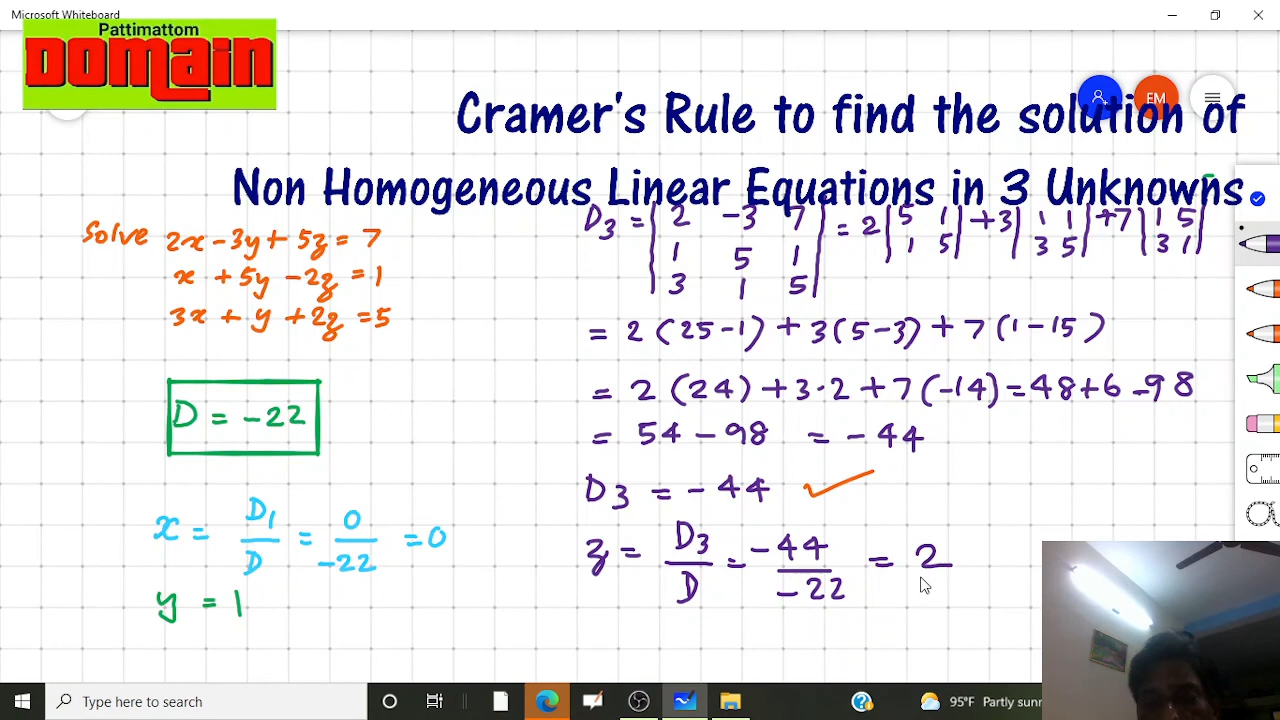 Microsoft Whiteboard
Pattimattom
DOMAIN
Cramer's Rule to find the solution of
Non Homogeneous Linear Equations in 3 Unknowns
EM
Solve 2x - 3y + 5z = 7
x + 5y - 2z = 1
3x + y + 2z = 5
D = -22
x = D1/D = 0/-22 = 0
y = 1
D3 = |2 -3 7| = 2 |5 1| + 3 |1 1| + 7 |1 5|
|1 5 1| |1 5| |3 5| |3 1|
|3 1 5|
= 2 (25 - 1) + 3 (5 - 3) + 7 (1 - 15)
= 2 (24) + 3·2 + 7 (-14) = 48 + 6 - 98
= 54 - 98 = -44
D3 = -44 ✓
z = D3/D = -44/-22 = 2
Type here to search
95°F Partly sunn